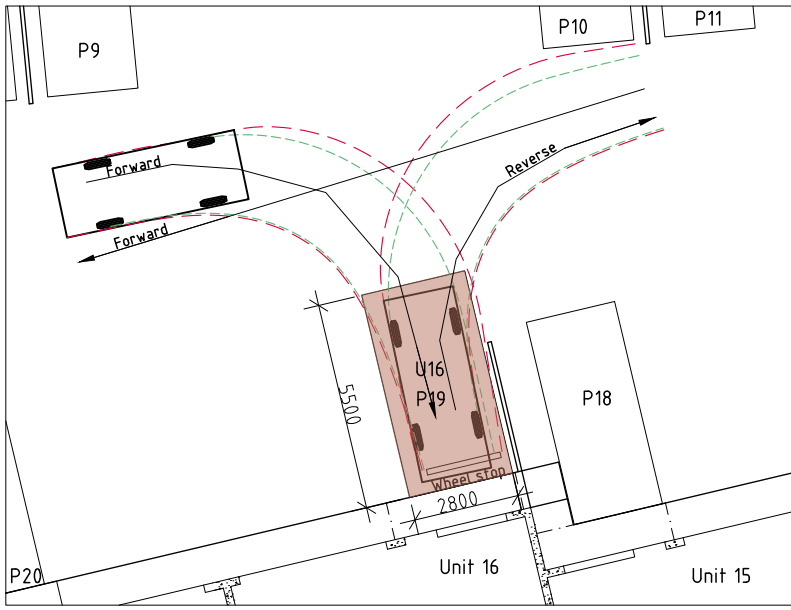 P9
P10
P11
Forward
Reverse
Forward
U16
P19
5500
P18
Wheel stop
2800
Unit 16
P20
Unit 15